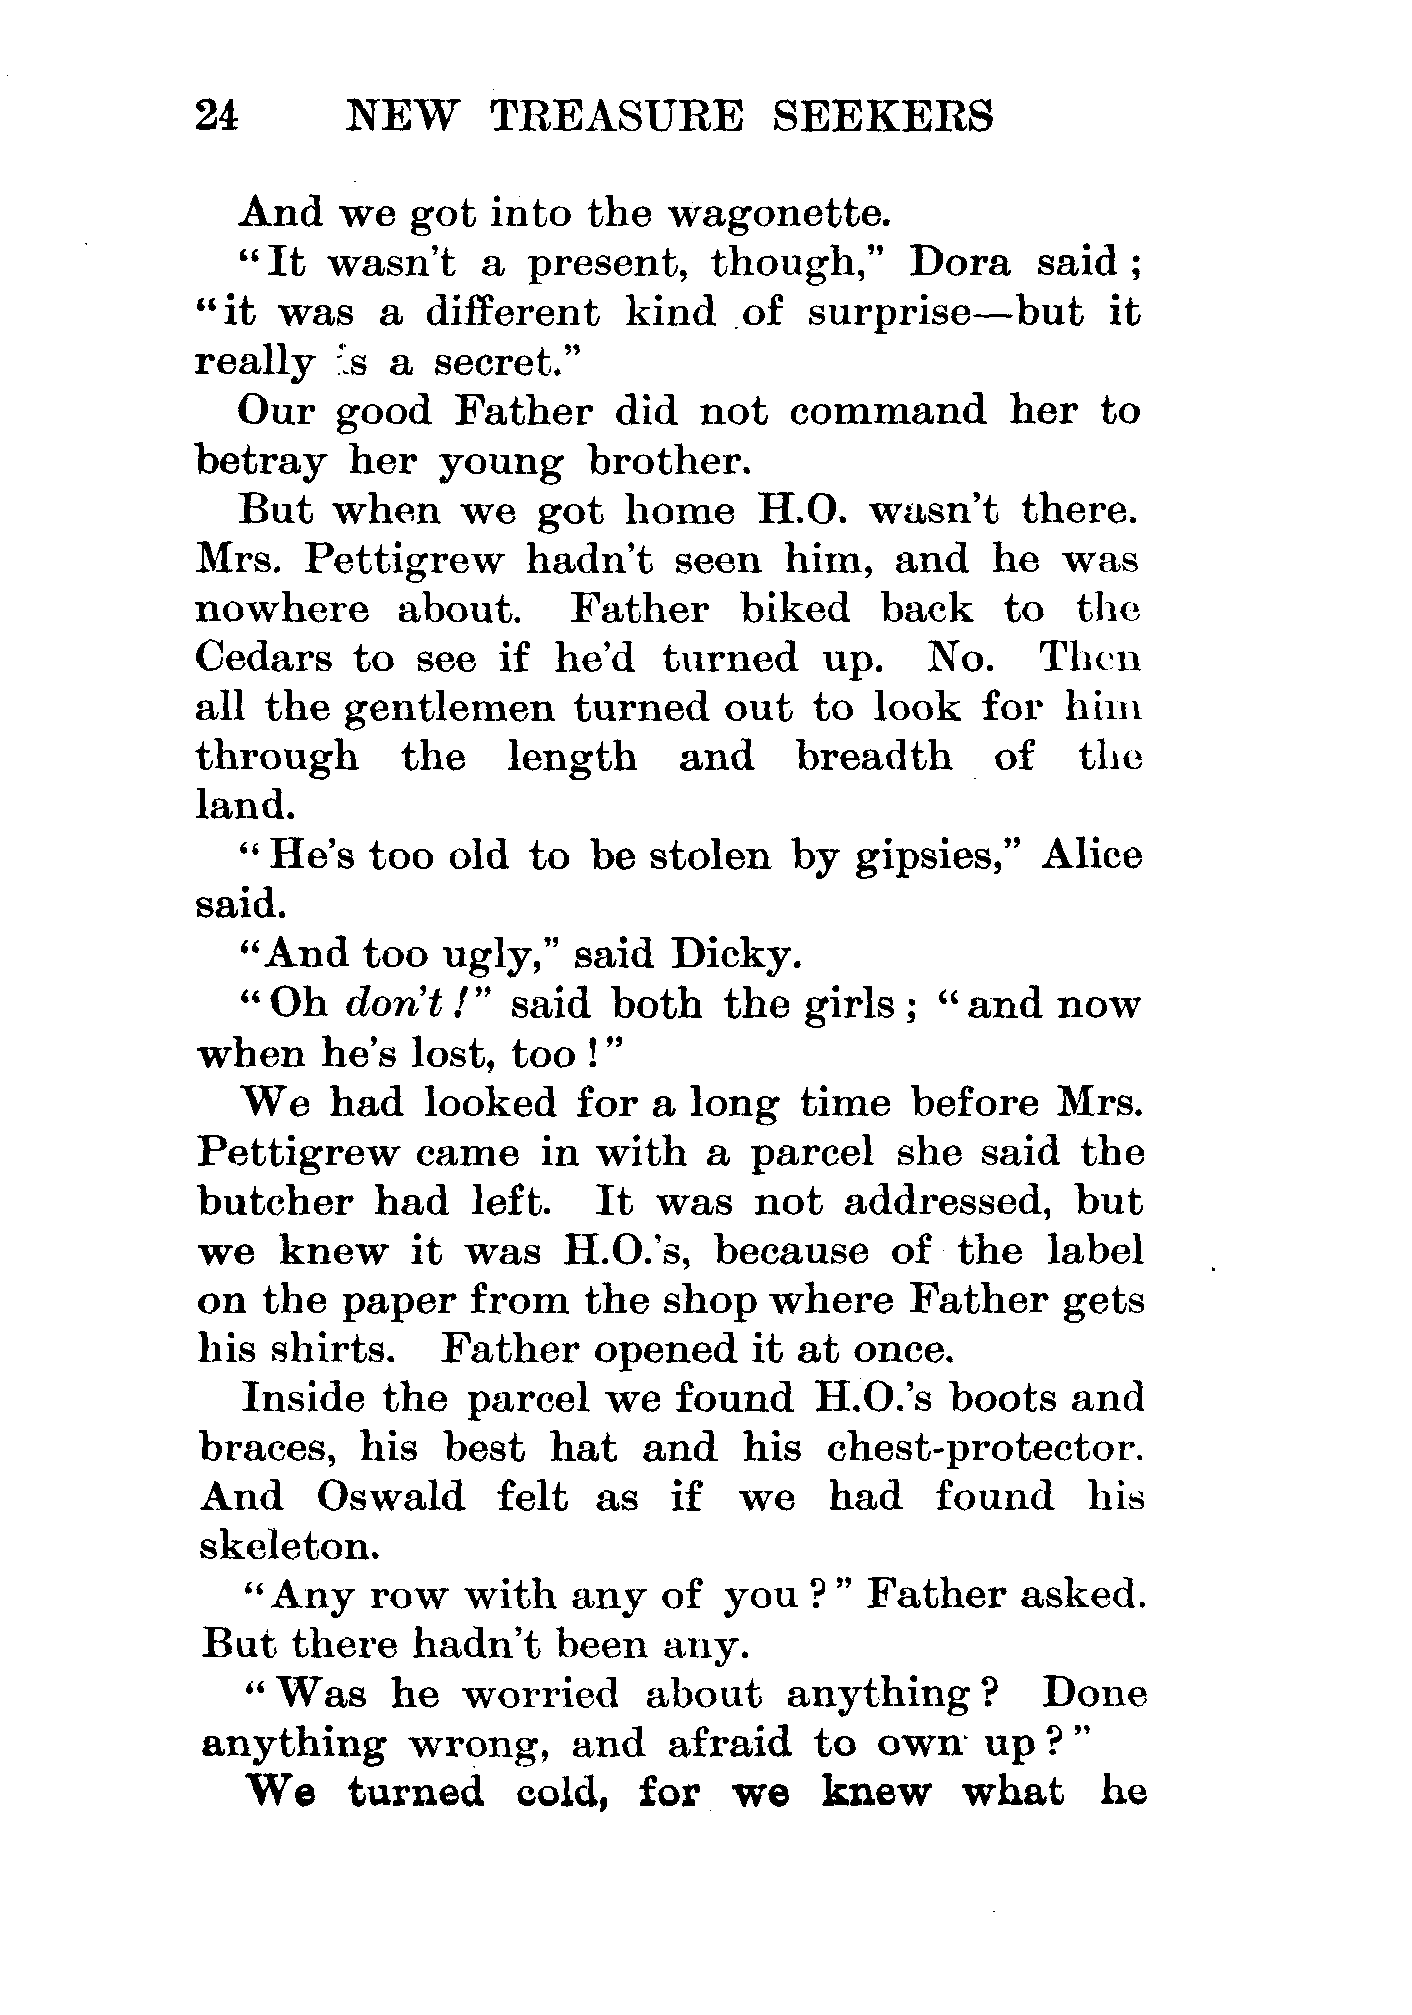 24 NEW TREASURE SEEKERS
And we got into the wagonette.
"It wasn't a present, though," Dora said;
"it was a different kind of surprise—but it
really is a secret."
Our good Father did not command her to
betray her young brother.
But when we got home H.O. wasn't there.
Mrs. Pettigrew hadn't seen him, and he was
nowhere about. Father biked back to the
Cedars to see if he'd turned up. No. Then
all the gentlemen turned out to look for him
through the length and breadth of the
land.
"He's too old to be stolen by gipsies," Alice
said.
"And too ugly," said Dicky.
"Oh don't!" said both the girls; "and now
when he's lost, too!"
We had looked for a long time before Mrs.
Pettigrew came in with a parcel she said the
butcher had left. It was not addressed, but
we knew it was H.O.'s, because of the label
on the paper from the shop where Father gets
his shirts. Father opened it at once.
Inside the parcel we found H.O.'s boots and
braces, his best hat and his chest-protector.
And Oswald felt as if we had found his
skeleton.
"Any row with any of you?" Father asked.
But there hadn't been any.
"Was he worried about anything? Done
anything wrong, and afraid to own up?"
We turned cold, for we knew what he